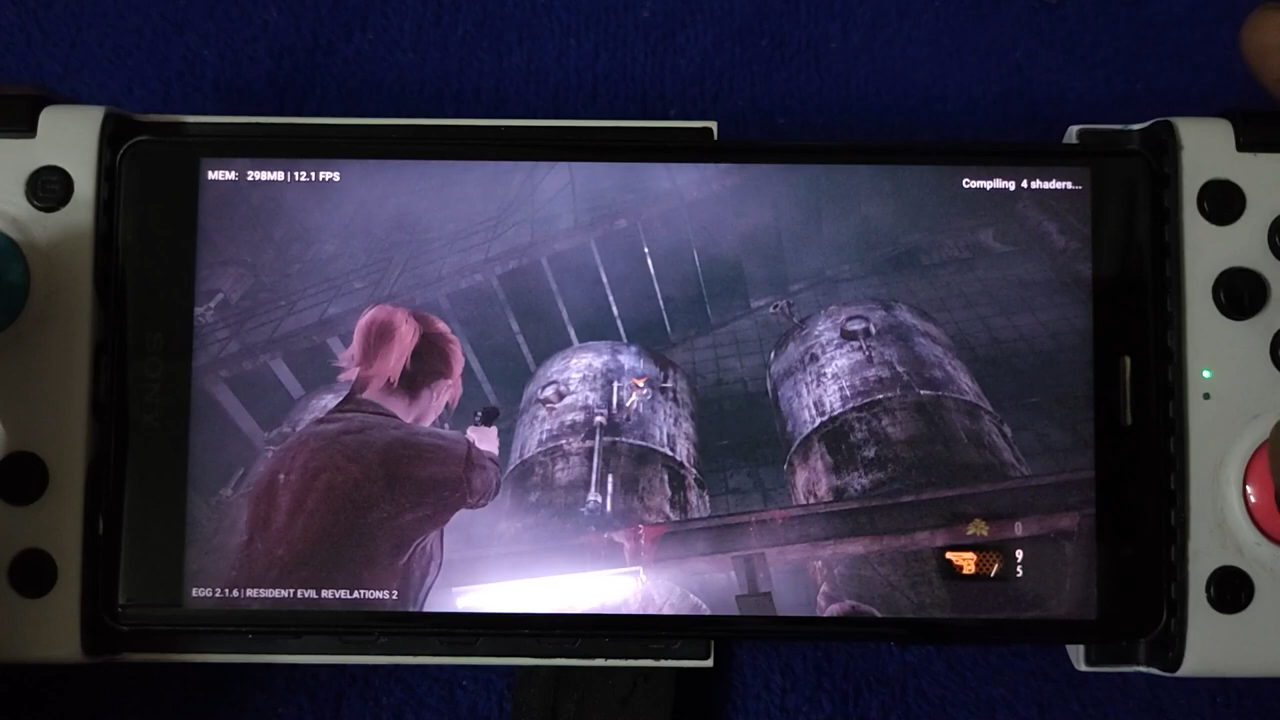 MEM: 298MB | 12.1 FPS
Compiling 4 shaders...
SONY
0
9
5
EGG 2.1.6 | RESIDENT EVIL REVELATIONS 2